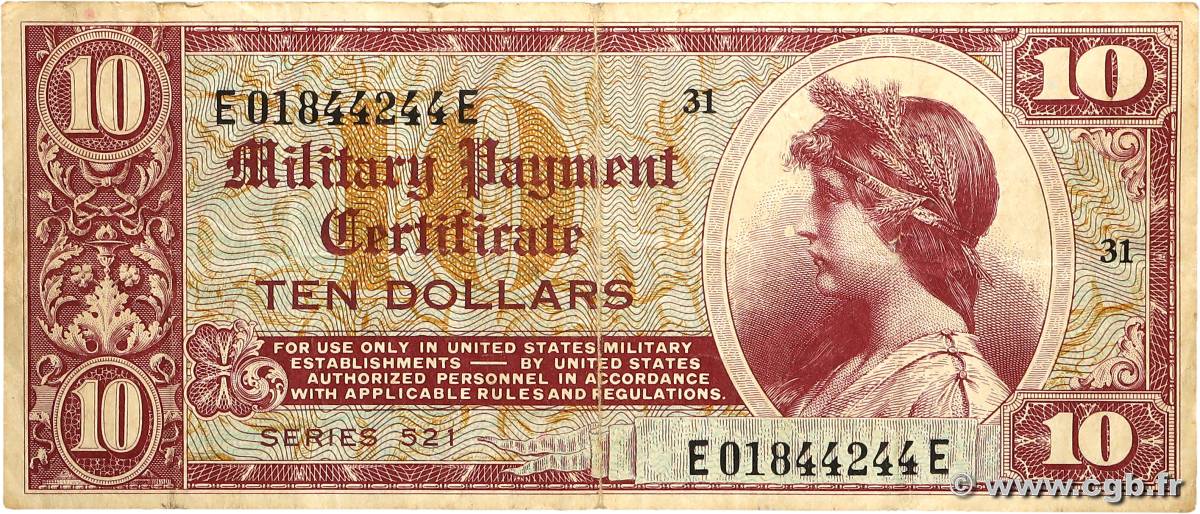 10
10
E01844244E
31
Military Payment
Certificate
10
31
TEN DOLLARS
FOR USE ONLY IN UNITED STATES MILITARY
ESTABLISHMENTS — BY UNITED STATES
AUTHORIZED PERSONNEL IN ACCORDANCE
WITH APPLICABLE RULES AND REGULATIONS.
10
SERIES 521
E01844244E
10
© www.cgb.fr